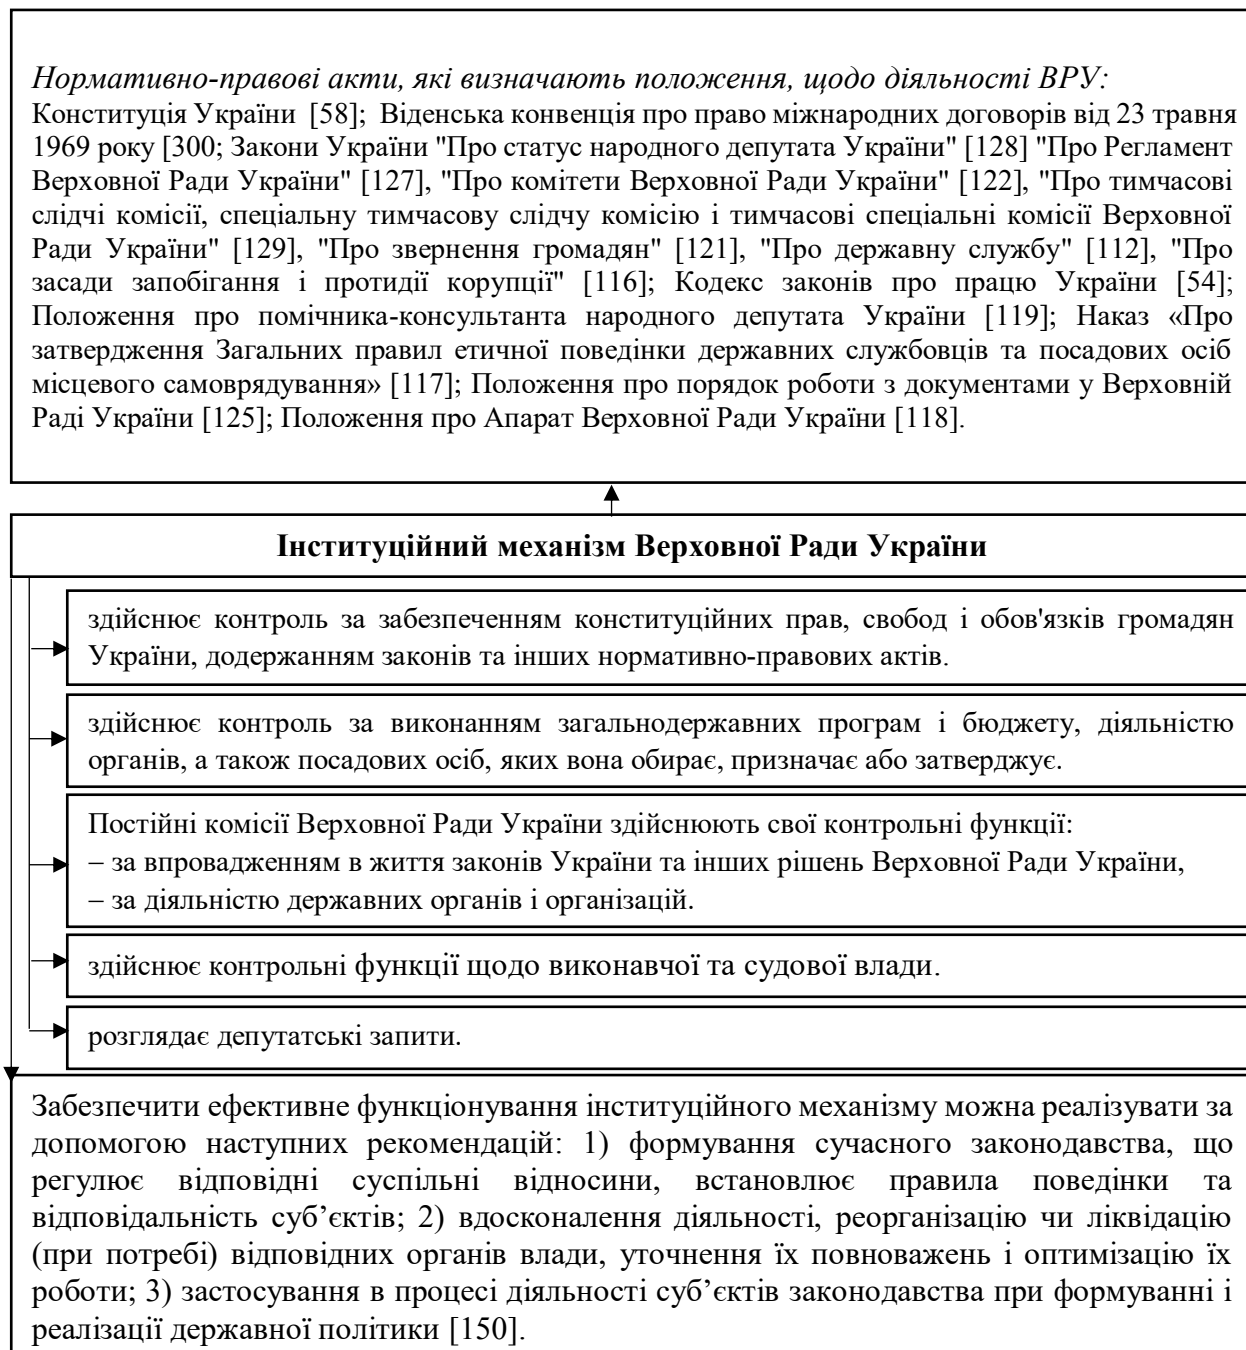 Нормативно-правові акти, які визначають положення, щодо діяльності ВРУ:
Конституція України [58]; Віденська конвенція про право міжнародних договорів від 23 травня
1969 року [300; Закони України "Про статус народного депутата України" [128] "Про Регламент
Верховної Ради України" [127], "Про комітети Верховної Ради України" [122], "Про тимчасові
слідчі комісії, спеціальну тимчасову слідчу комісію і тимчасові спеціальні комісії Верховної
Ради України" [129], "Про звернення громадян" [121], "Про державну службу" [112], "Про
засади запобігання і протидії корупції" [116]; Кодекс законів про працю України [54];
Положення про помічника-консультанта народного депутата України [119]; Наказ «Про
затвердження Загальних правил етичної поведінки державних службовців та посадових осіб
місцевого самоврядування» [117]; Положення про порядок роботи з документами у Верховній
Раді України [125]; Положення про Апарат Верховної Ради України [118].
Інституційний механізм Верховної Ради України
здійснює контроль за забезпеченням конституційних прав, свобод і обов'язків громадян
України, додержанням законів та інших нормативно-правових актів.
здійснює контроль за виконанням загальнодержавних програм і бюджету, діяльністю
органів, а також посадових осіб, яких вона обирає, призначає або затверджує.
Постійні комісії Верховної Ради України здійснюють свої контрольні функції:
– за впровадженням в життя законів України та інших рішень Верховної Ради України,
– за діяльністю державних органів і організацій.
здійснює контрольні функції щодо виконавчої та судової влади.
розглядає депутатські запити.
Забезпечити ефективне функціонування інституційного механізму можна реалізувати за
допомогою наступних рекомендацій: 1) формування сучасного законодавства, що
регулює відповідні суспільні відносини, встановлює правила поведінки та
відповідальність суб’єктів; 2) вдосконалення діяльності, реорганізацію чи ліквідацію
(при потребі) відповідних органів влади, уточнення їх повноважень і оптимізацію їх
роботи; 3) застосування в процесі діяльності суб’єктів законодавства при формуванні і
реалізації державної політики [150].